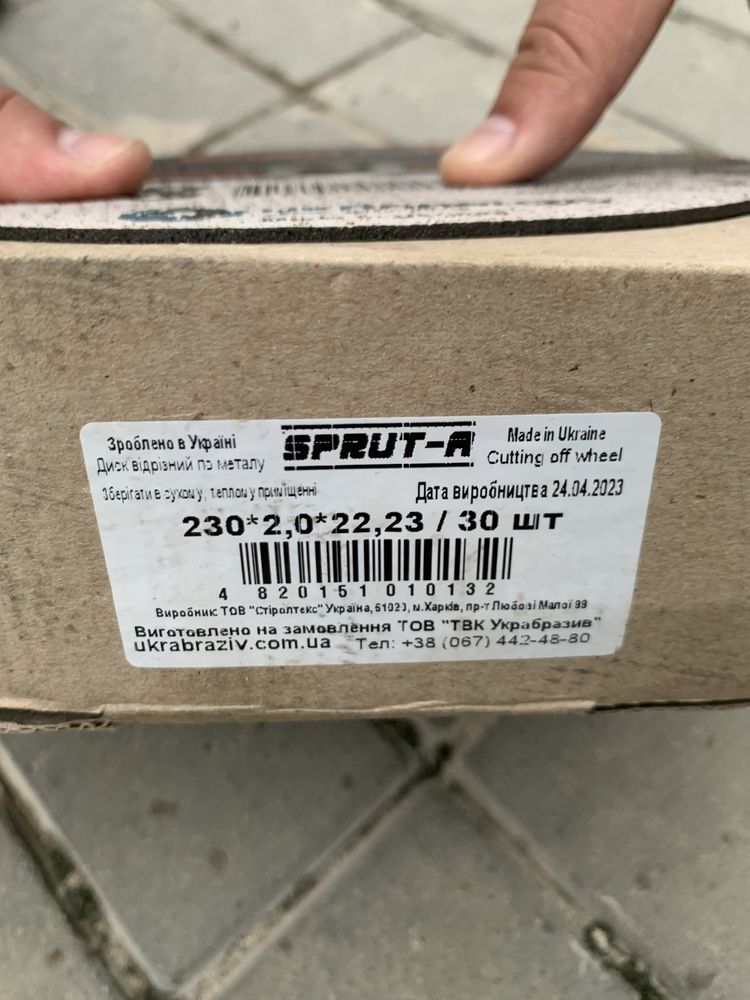 Зроблено в Україні
SPRUT-A
Made in Ukraine
Диск відрізний по металу
Cutting off wheel
Зберігати в сухому, теплому приміщенні
Дата виробництва 24.04.2023
230*2,0*22,23 / 30 шт
4 820151 010132
Виробник: ТОВ "Стіролтекс" Україна, 61020, м.Харків, пр-т Любові Малої 93
Виготовлено на замовлення ТОВ "ТВК Украбразив"
ukrabraziv.com.ua Тел: +38 (067) 442-48-80